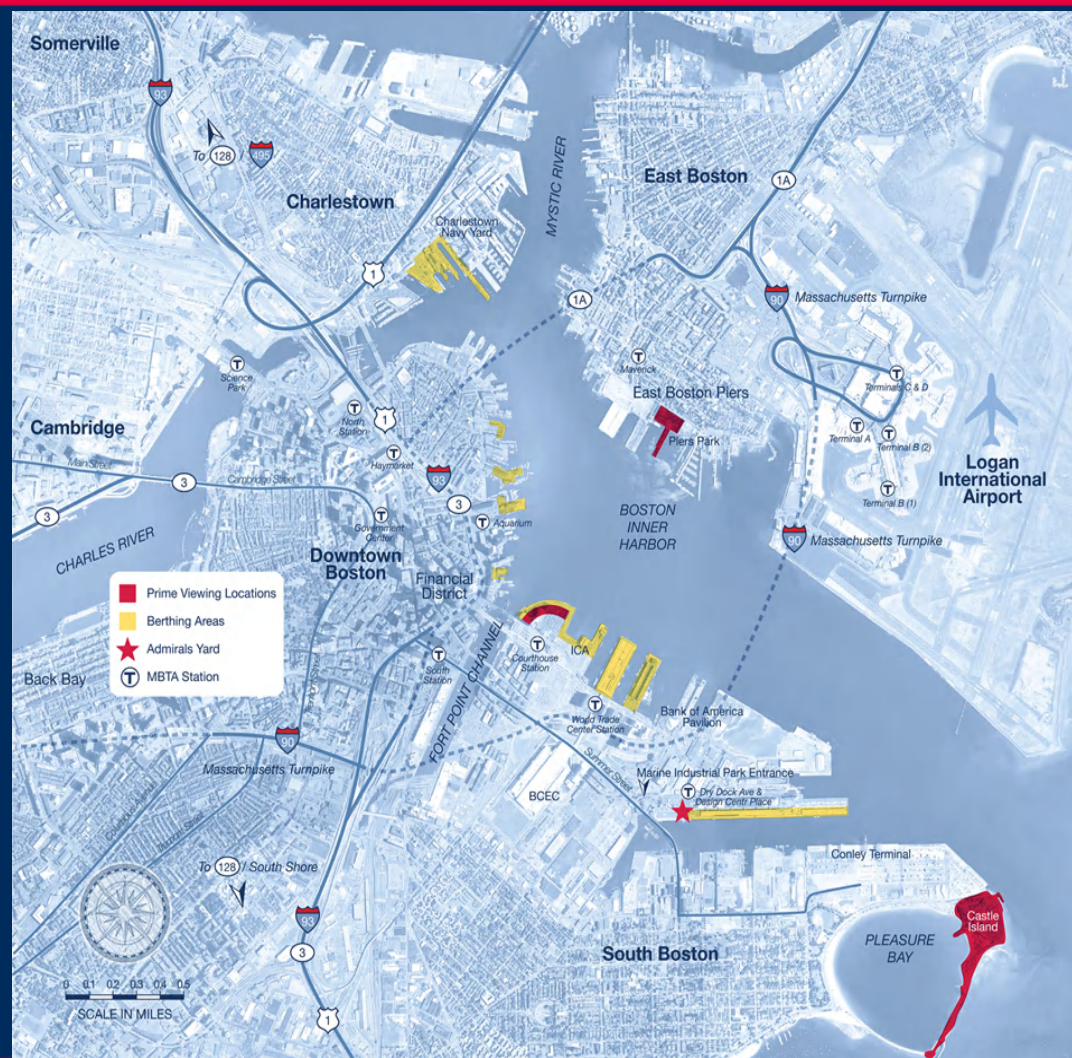 Somerville
93
To 128 / 495
Charlestown
Charlestown
Navy Yard
1
MYSTIC RIVER
East Boston
1A
1A
90
Massachusetts Turnpike
T
Maverick
East Boston Piers
Piers Park
T
Terminals C & D
T
Terminal A
T
Terminal B (2)
T
Terminal B (1)
Logan
International
Airport
T
Science
Park
T
North
Station
1
T
Haymarket
93
3
T
Aquarium
Cambridge
Main Street
3
Cambridge Street
3
T
Government
Center
CHARLES RIVER
Downtown
Boston
Financial
District
BOSTON
INNER
HARBOR
90
Massachusetts Turnpike
Prime Viewing Locations
Berthing Areas
Admirals Yard
T MBTA Station
Back Bay
T
South
Station
FORT POINT CHANNEL
T
Courthouse
Station
ICA
T
World Trade
Center Station
Bank of America
Pavilion
90
Massachusetts Turnpike
Summer Street
Marine Industrial Park Entrance
BCEC
T
Dry Dock Ave &
Design Centr Place
Conley Terminal
To 128 / South Shore
93
3
1
South Boston
PLEASURE
BAY
Castle
Island
0 0.1 0.2 0.3 0.4 0.5
SCALE IN MILES